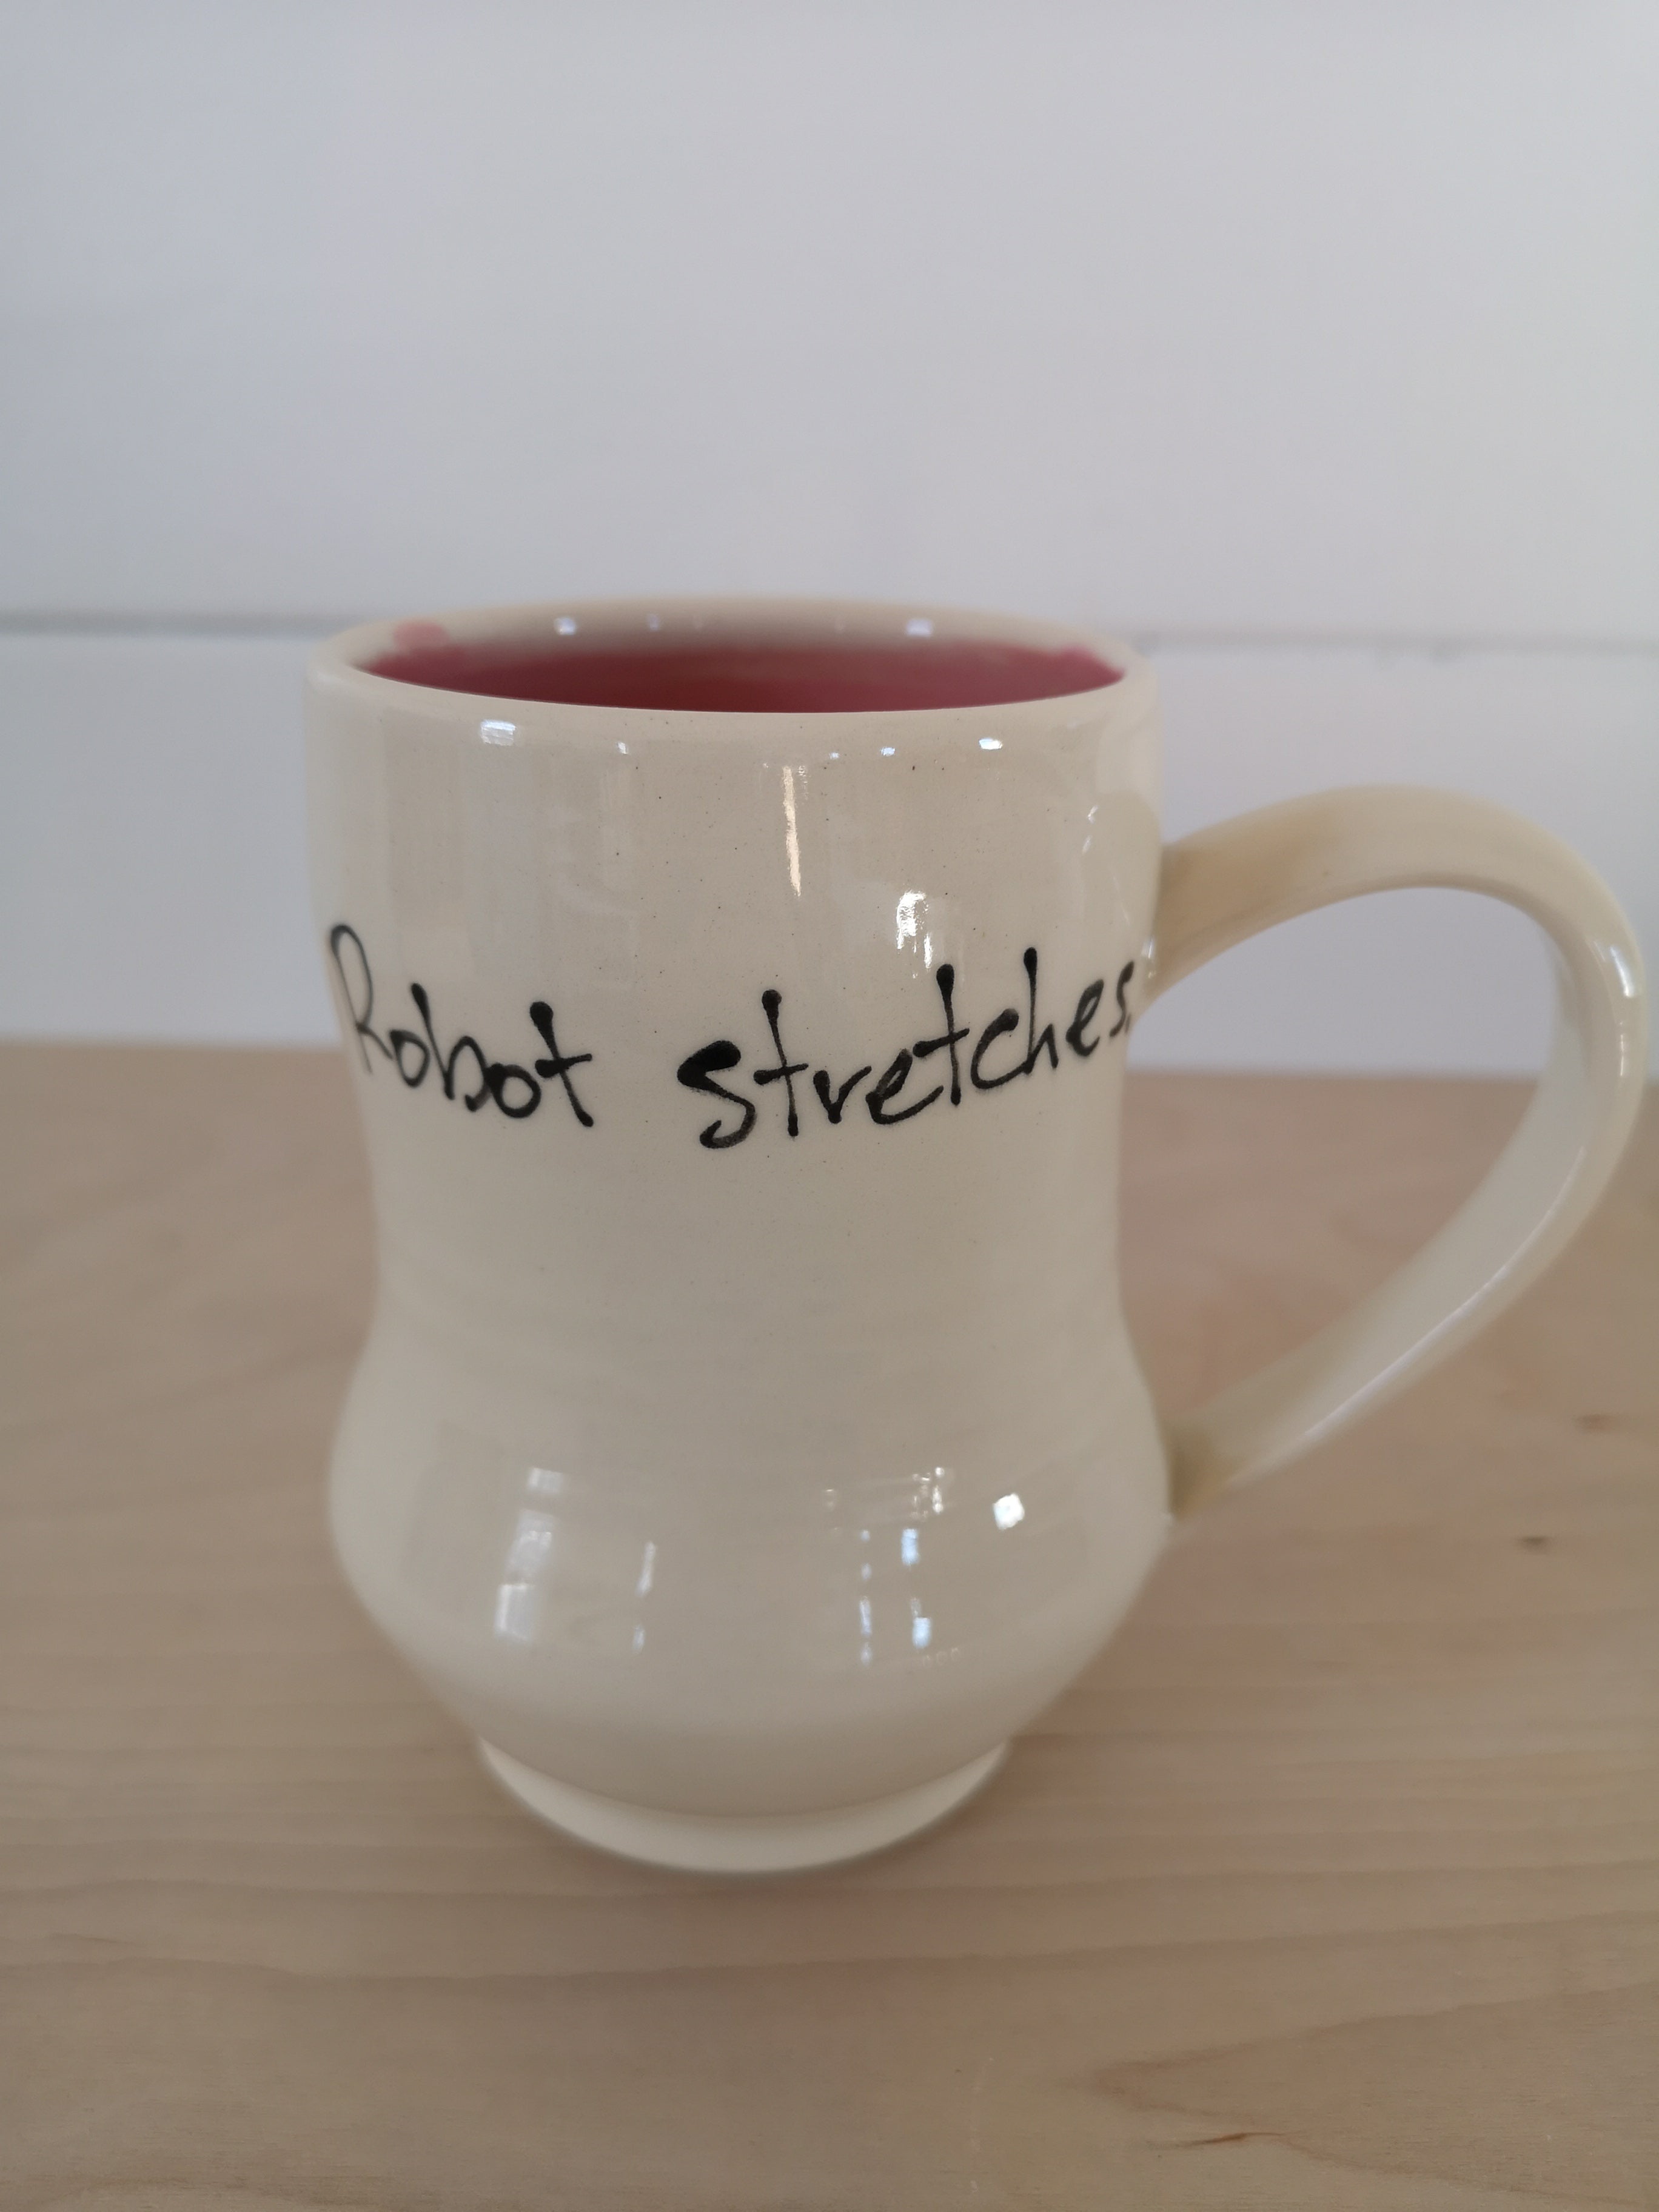 Robot stretches.